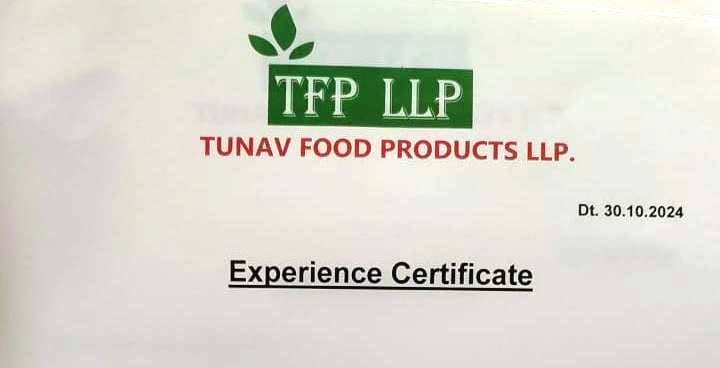 TFP LLP
TUNAV FOOD PRODUCTS LLP.
Dt. 30.10.2024
Experience Certificate